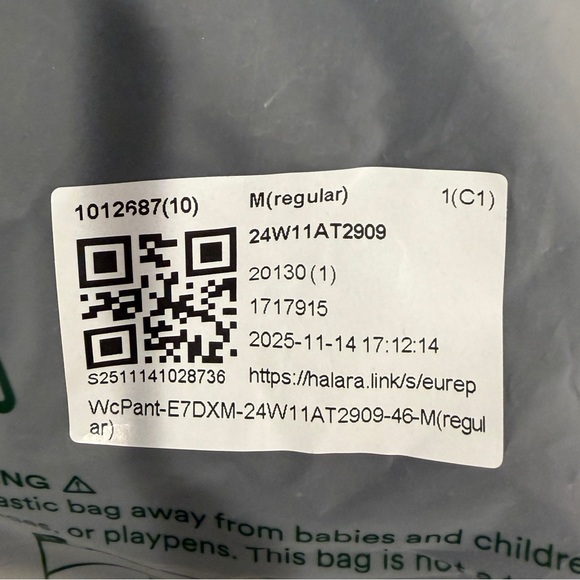 1012687(10)
M(regular)
1(C1)
24W11AT2909
20130(1)
1717915
2025-11-14 17:12:14
S2511141028736
https://halara.link/s/eurep
WcPant-E7DXM-24W11AT2909-46-M(regul
ar)
NG ⚠
astic bag away from babies and childre
or playpens. This bag is not a